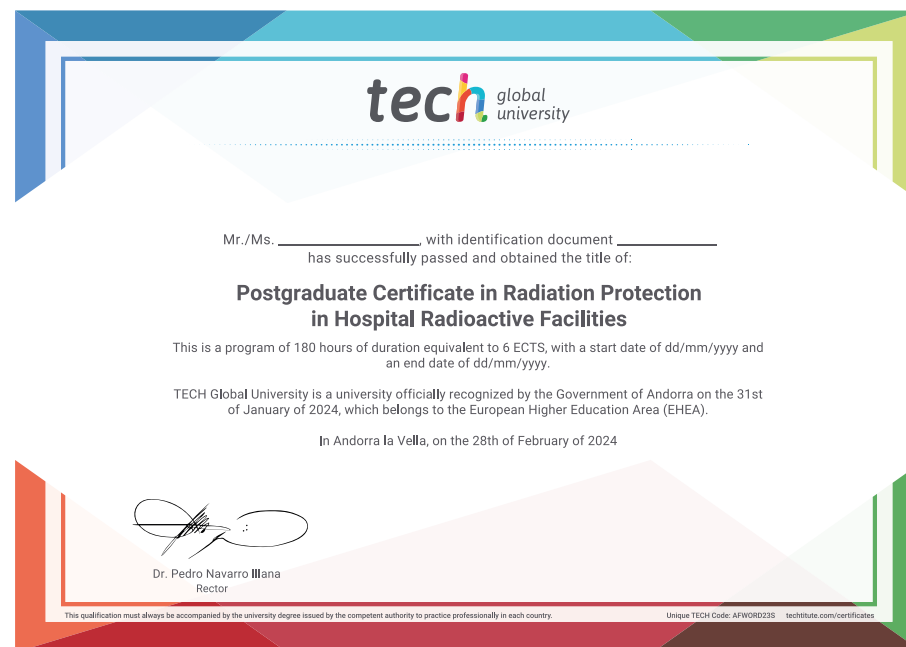 tech global university
Mr./Ms. ____________, with identification document ____________
has successfully passed and obtained the title of:
Postgraduate Certificate in Radiation Protection
in Hospital Radioactive Facilities
This is a program of 180 hours of duration equivalent to 6 ECTS, with a start date of dd/mm/yyyy and
an end date of dd/mm/yyyy.
TECH Global University is a university officially recognized by the Government of Andorra on the 31st
of January of 2024, which belongs to the European Higher Education Area (EHEA).
In Andorra la Vella, on the 28th of February of 2024
Dr. Pedro Navarro Illana
Rector
This qualification must always be accompanied by the university degree issued by the competent authority to practice professionally in each country. Unique TECH Code: AFWORD23S techtitute.com/certificates